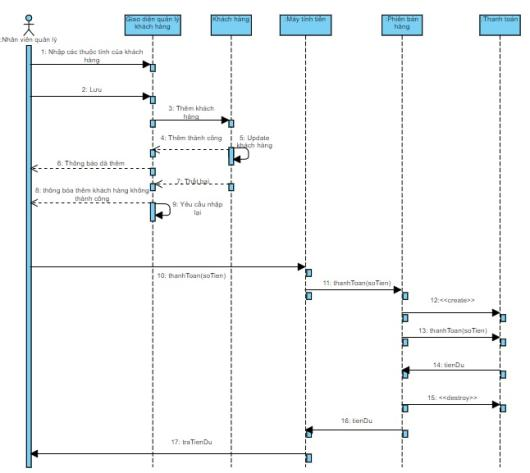 Giao diện quản lý
khách hàng
Khách hàng
:Máy tính tiền
:Phiên bán
hàng
:Thanh toán
:Nhân viên quản lý
1: Nhập các thuộc tính của khách
hàng
2: Lưu
3: Thêm khách
hàng
4: Thêm thành công
5: Update
khách hàng
6: Thông báo đã thêm
7: Thất bại
8: thông bóa thêm khách hàng không
thành công
9: Yêu cầu nhập
lại
10: thanhToan(soTien)
11: thanhToan(soTien)
12:<<create>>
13: thanhToan(soTien)
14: tienDu
15: <<destroy>>
16: tienDu
17: traTienDu